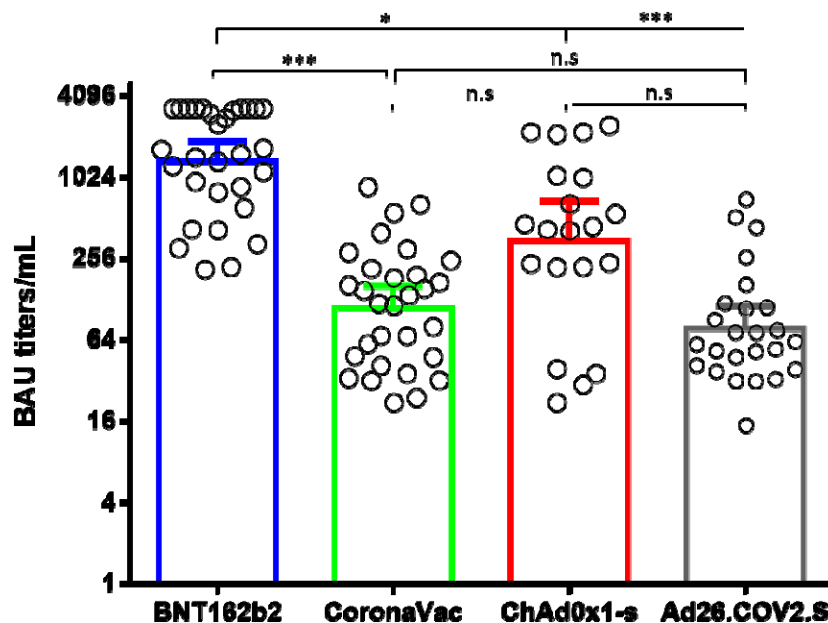 * ***
*** n.s
n.s n.s
4096
1024
256
64
16
4
1
BAU titers/mL
BNT162b2 CoronaVac ChAd0x1-s Ad26.COV2.S